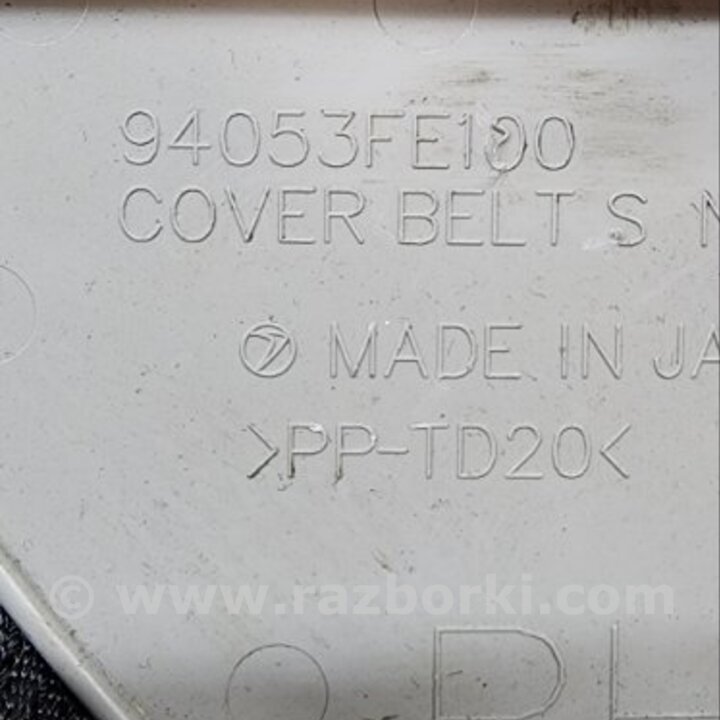 94053FE100
COVER BELT S N
MADE IN JA
>PP-TD20<
© www.razborki.com